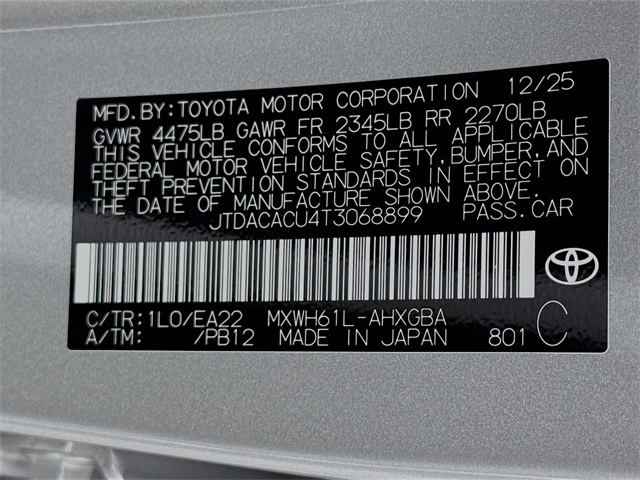 MFD.BY:TOYOTA MOTOR CORPORATION 12/25
GVWR 4475LB GAWR FR 2345LB RR 2270LB
THIS VEHICLE CONFORMS TO ALL APPLICABLE
FEDERAL MOTOR VEHICLE SAFETY,BUMPER,AND
THEFT PREVENTION STANDARDS IN EFFECT ON
THE DATE OF MANUFACTURE SHOWN ABOVE.
JTDACACU4T3068899 PASS.CAR
C/TR:1L0/EA22 MXWH61L-AHXGBA
A/TM: /PB12 MADE IN JAPAN 801 C